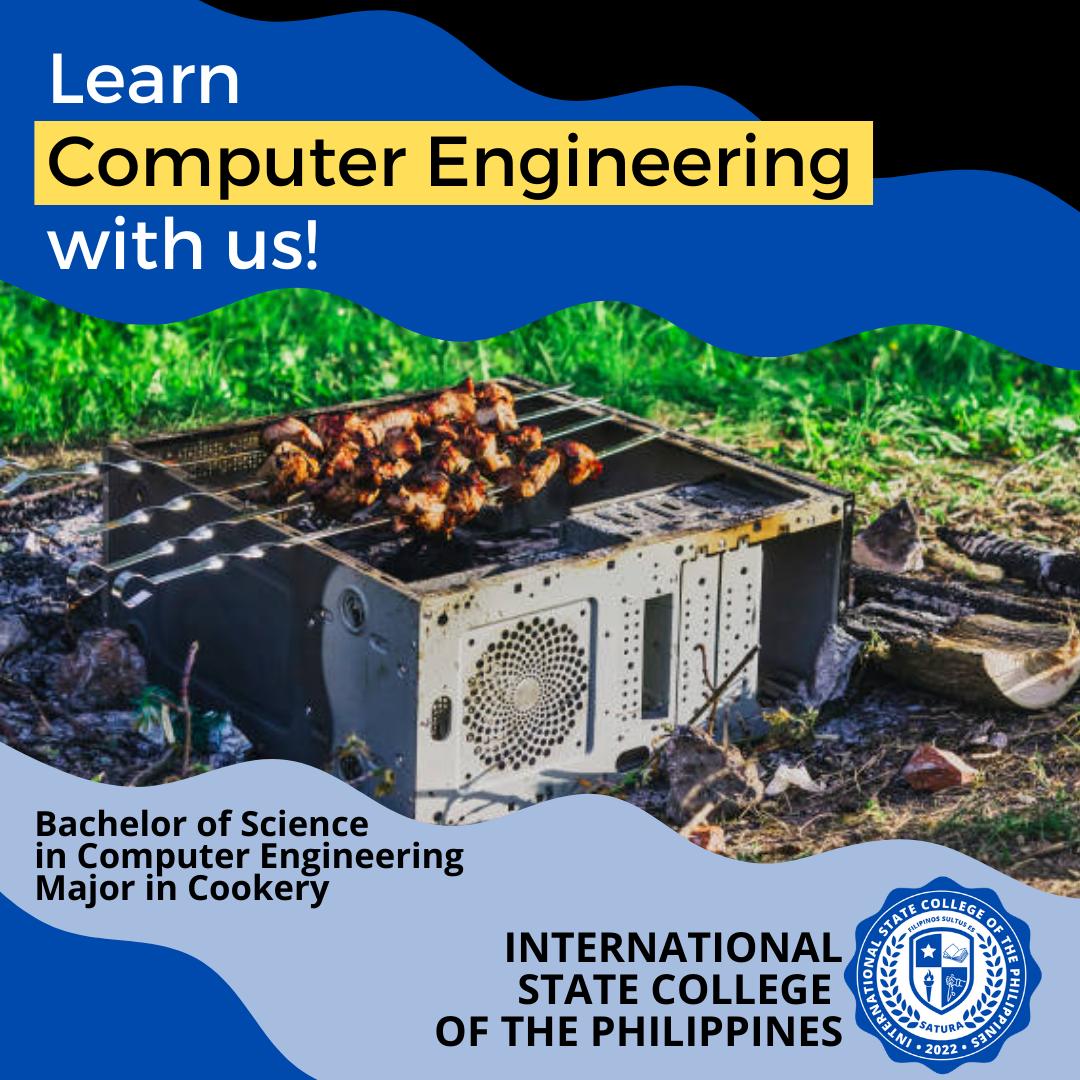 Learn
Computer Engineering
with us!
Bachelor of Science
in Computer Engineering
Major in Cookery
INTERNATIONAL
STATE COLLEGE
OF THE PHILIPPINES
INTERNATIONAL STATE COLLEGE OF THE PHILIPPINES
FILIPINOS SULTUS ES
SATURA
• 2022 •